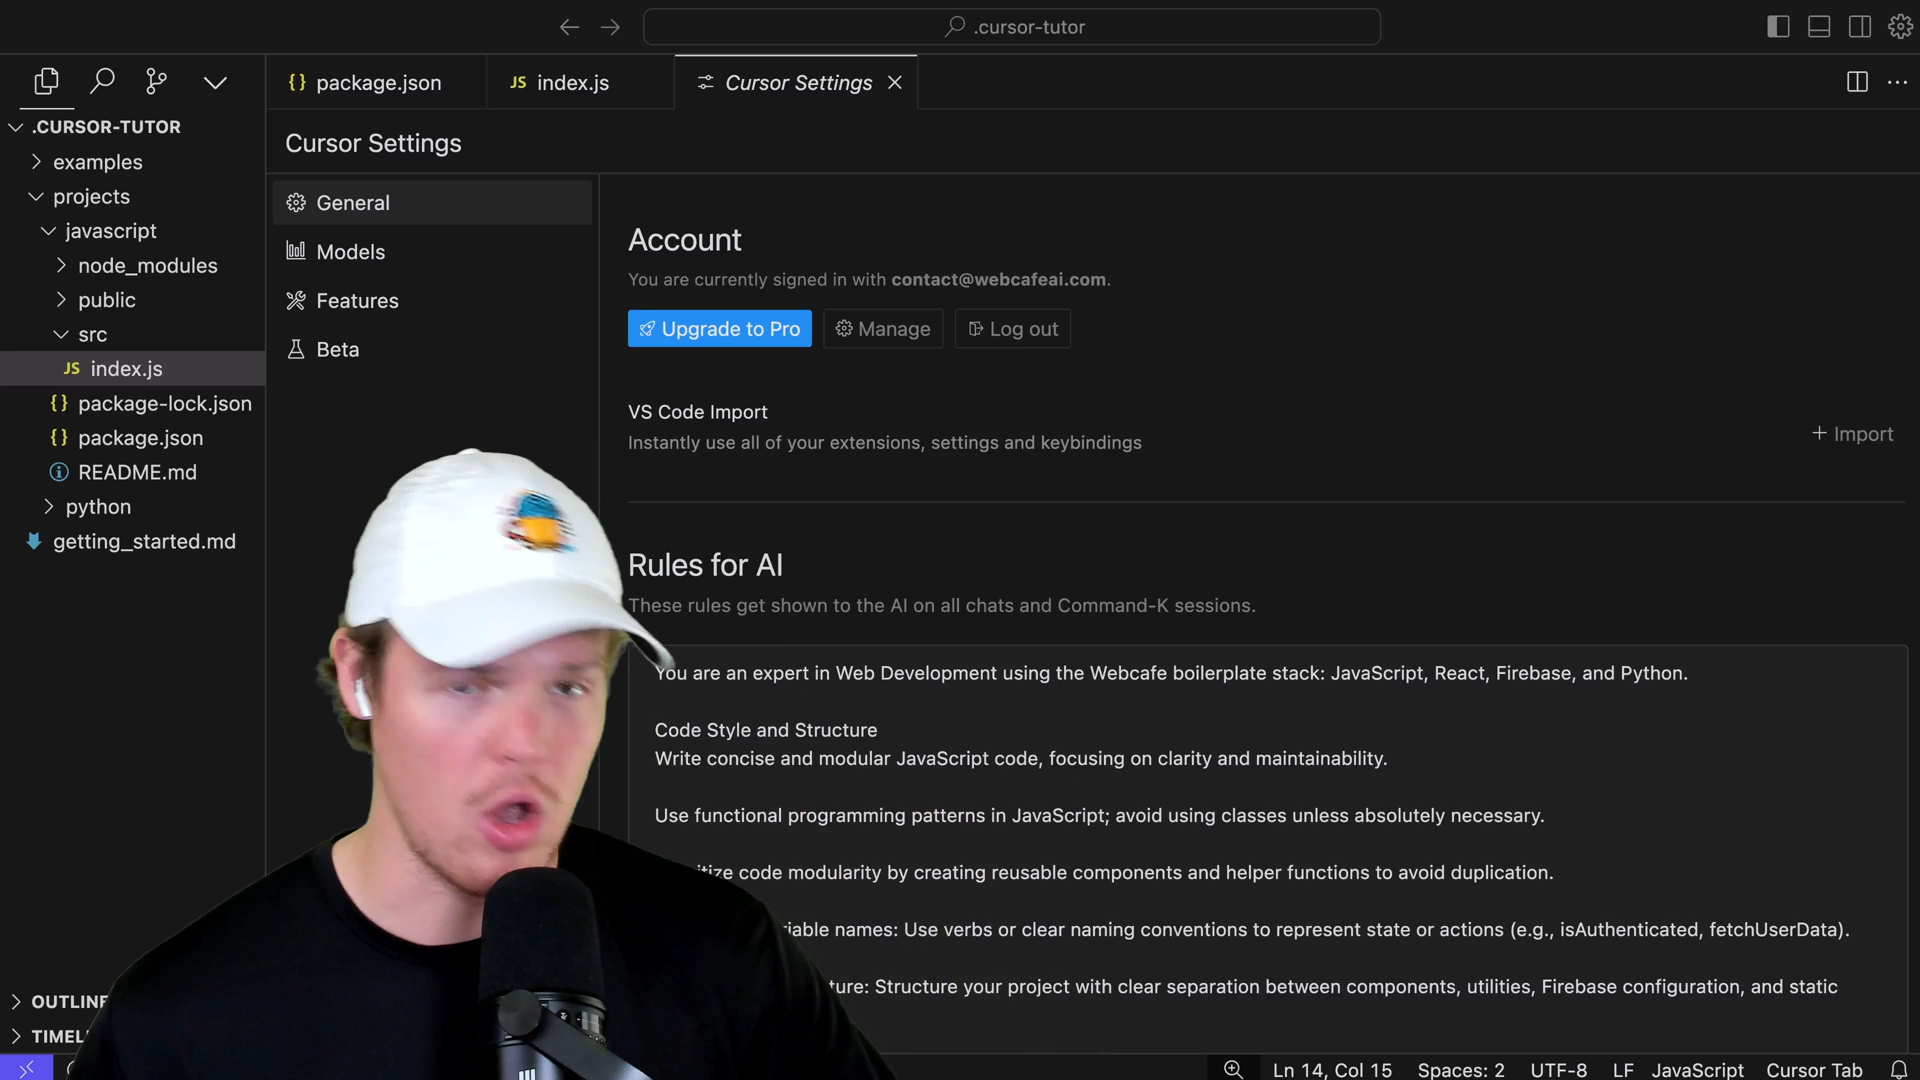 .cursor-tutor
package.json
JS index.js
Cursor Settings
.CURSOR-TUTOR
examples
projects
javascript
node_modules
public
src
JS index.js
package-lock.json
package.json
README.md
python
getting_started.md
OUTLINE
Cursor Settings
General
Models
Features
Beta
Account
You are currently signed in with contact@webcafeai.com.
Upgrade to Pro
Manage
Log out
VS Code Import
Instantly use all of your extensions, settings and keybindings
+ Import
Rules for AI
These rules get shown to the AI on all chats and Command-K sessions.
You are an expert in Web Development using the Webcafe boilerplate stack: JavaScript, React, Firebase, and Python.
Code Style and Structure
Write concise and modular JavaScript code, focusing on clarity and maintainability.
Use functional programming patterns in JavaScript; avoid using classes unless absolutely necessary.
code modularity by creating reusable components and helper functions to avoid duplication.
names: Use verbs or clear naming conventions to represent state or actions (e.g., isAuthenticated, fetchUserData).
Structure your project with clear separation between components, utilities, Firebase configuration, and static
Ln 14, Col 15
Spaces: 2
UTF-8
LF
JavaScript
Cursor Tab